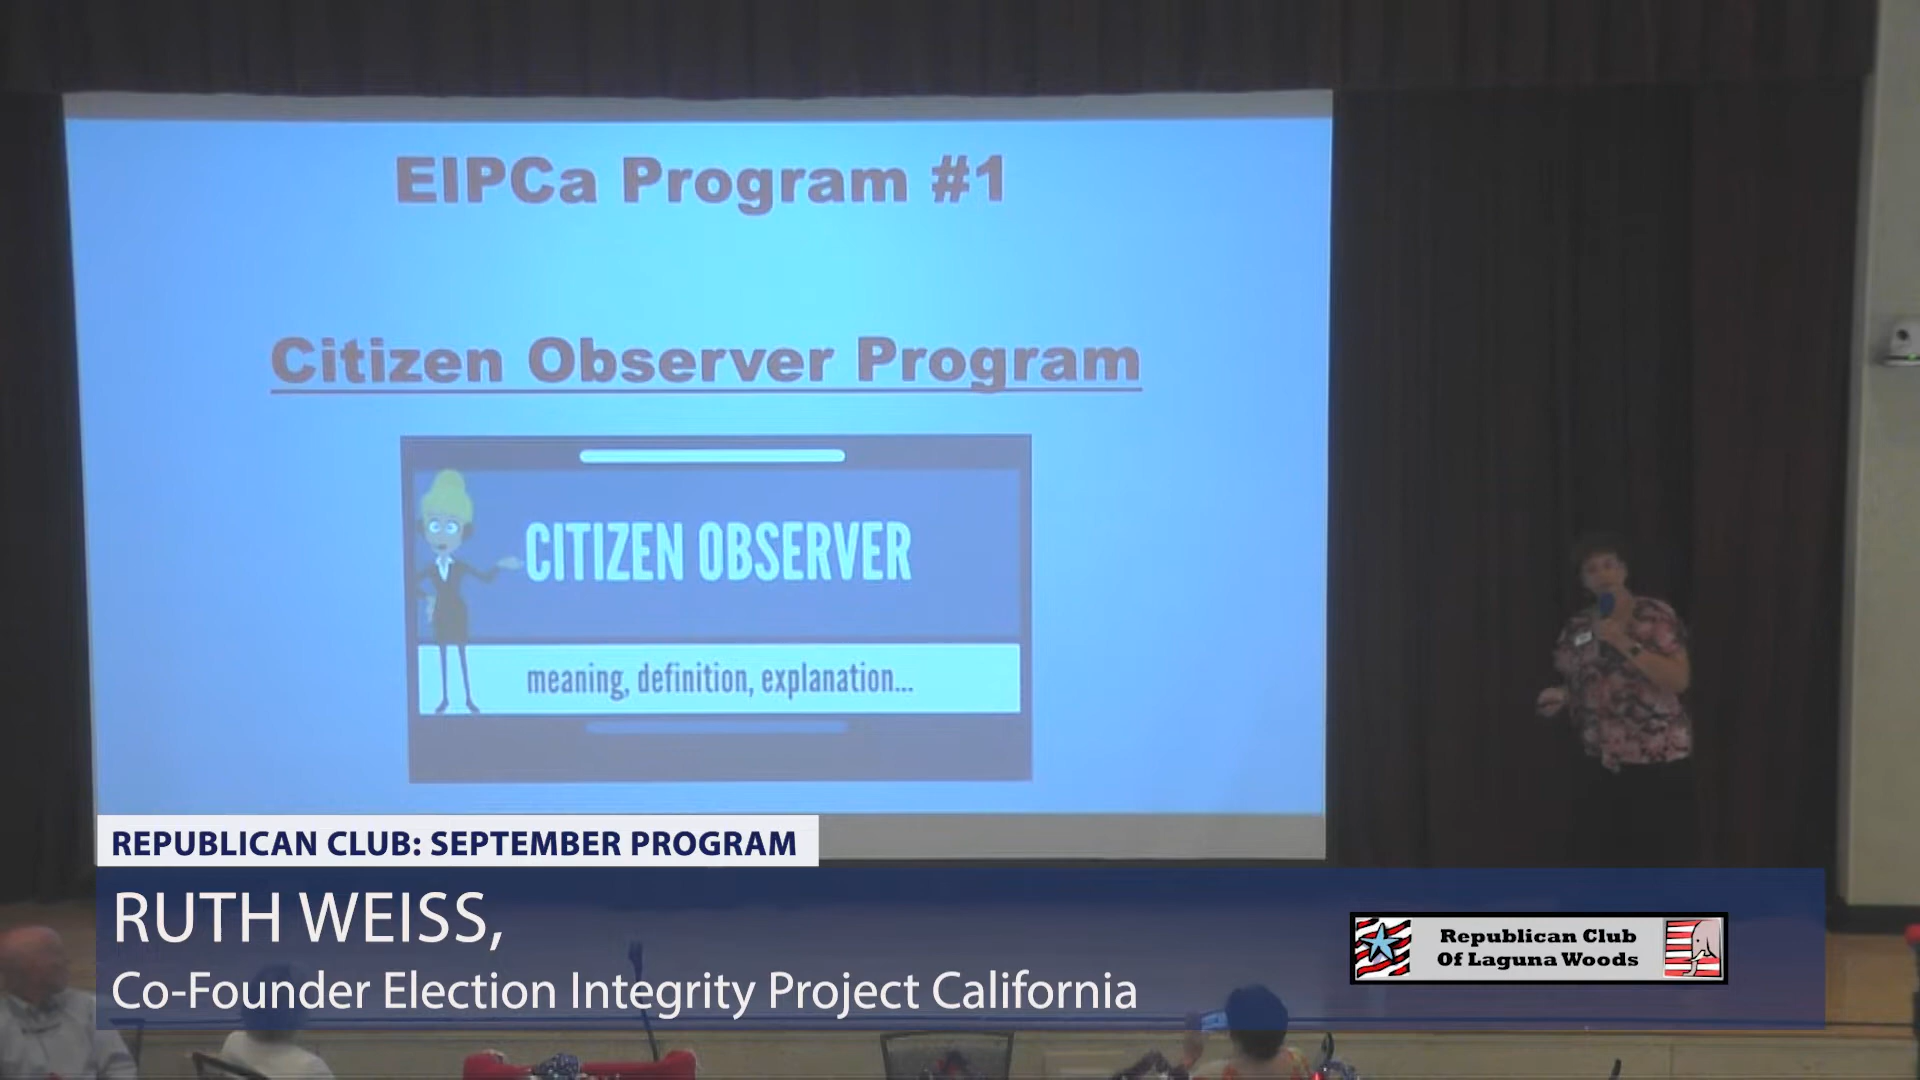 EIPCa Program #1
Citizen Observer Program
CITIZEN OBSERVER
meaning, definition, explanation...
REPUBLICAN CLUB: SEPTEMBER PROGRAM
RUTH WEISS,
Co-Founder Election Integrity Project California
Republican Club
Of Laguna Woods